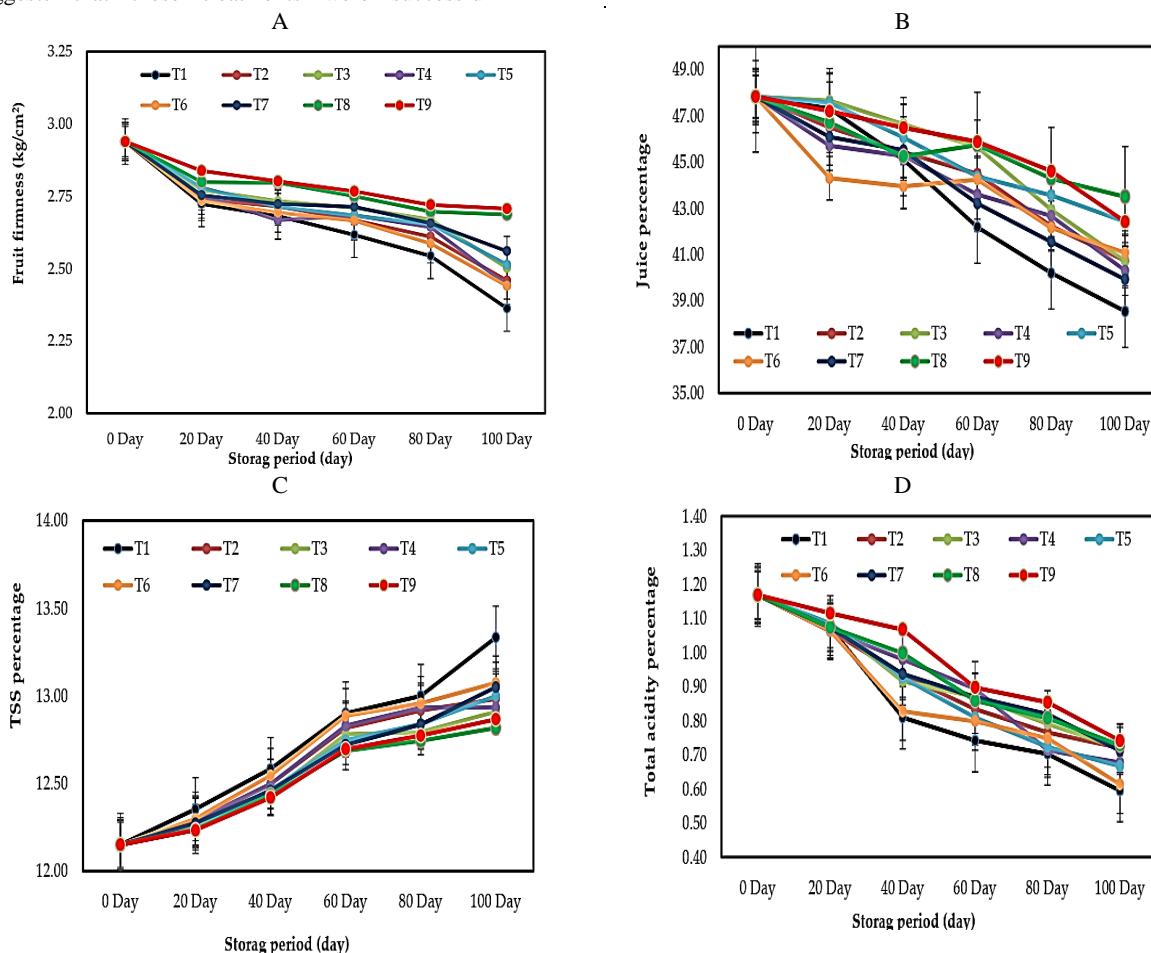 A
3.25
3.00
2.75
2.50
2.25
2.00
Fruit firmness (kg/cm²)
T1 T2 T3 T4 T5
T6 T7 T8 T9
0 Day 20 Day 40 Day 60 Day 80 Day 100 Day
Storag period (day)
B
49.00
47.00
45.00
43.00
41.00
39.00
37.00
35.00
Juice percentage
T1 T2 T3 T4 T5
T6 T7 T8 T9
0 Day 20 Day 40 Day 60 Day 80 Day 100 Day
Storag period (day)
C
14.00
13.50
13.00
12.50
12.00
TSS percentage
T1 T2 T3 T4 T5
T6 T7 T8 T9
0 Day 20 Day 40 Day 60 Day 80 Day 100 Day
Storag period (day)
D
1.40
1.30
1.20
1.10
1.00
0.90
0.80
0.70
0.60
0.50
0.40
Total acidity percentage
T1 T2 T3 T4 T5
T6 T7 T8 T9
0 Day 20 Day 40 Day 60 Day 80 Day 100 Day
Storag period (day)